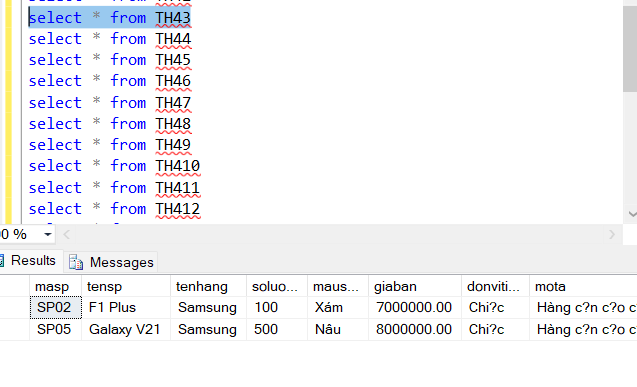 select * from TH43
select * from TH44
select * from TH45
select * from TH46
select * from TH47
select * from TH48
select * from TH49
select * from TH410
select * from TH411
select * from TH412
0 %
Results Messages
masp tensp tenhang soluo... maus... giaban donviti... mota
SP02 F1 Plus Samsung 100 Xám 7000000.00 Chi?c Hàng c?n c?o c
SP05 Galaxy V21 Samsung 500 Nâu 8000000.00 Chi?c Hàng c?n c?o c